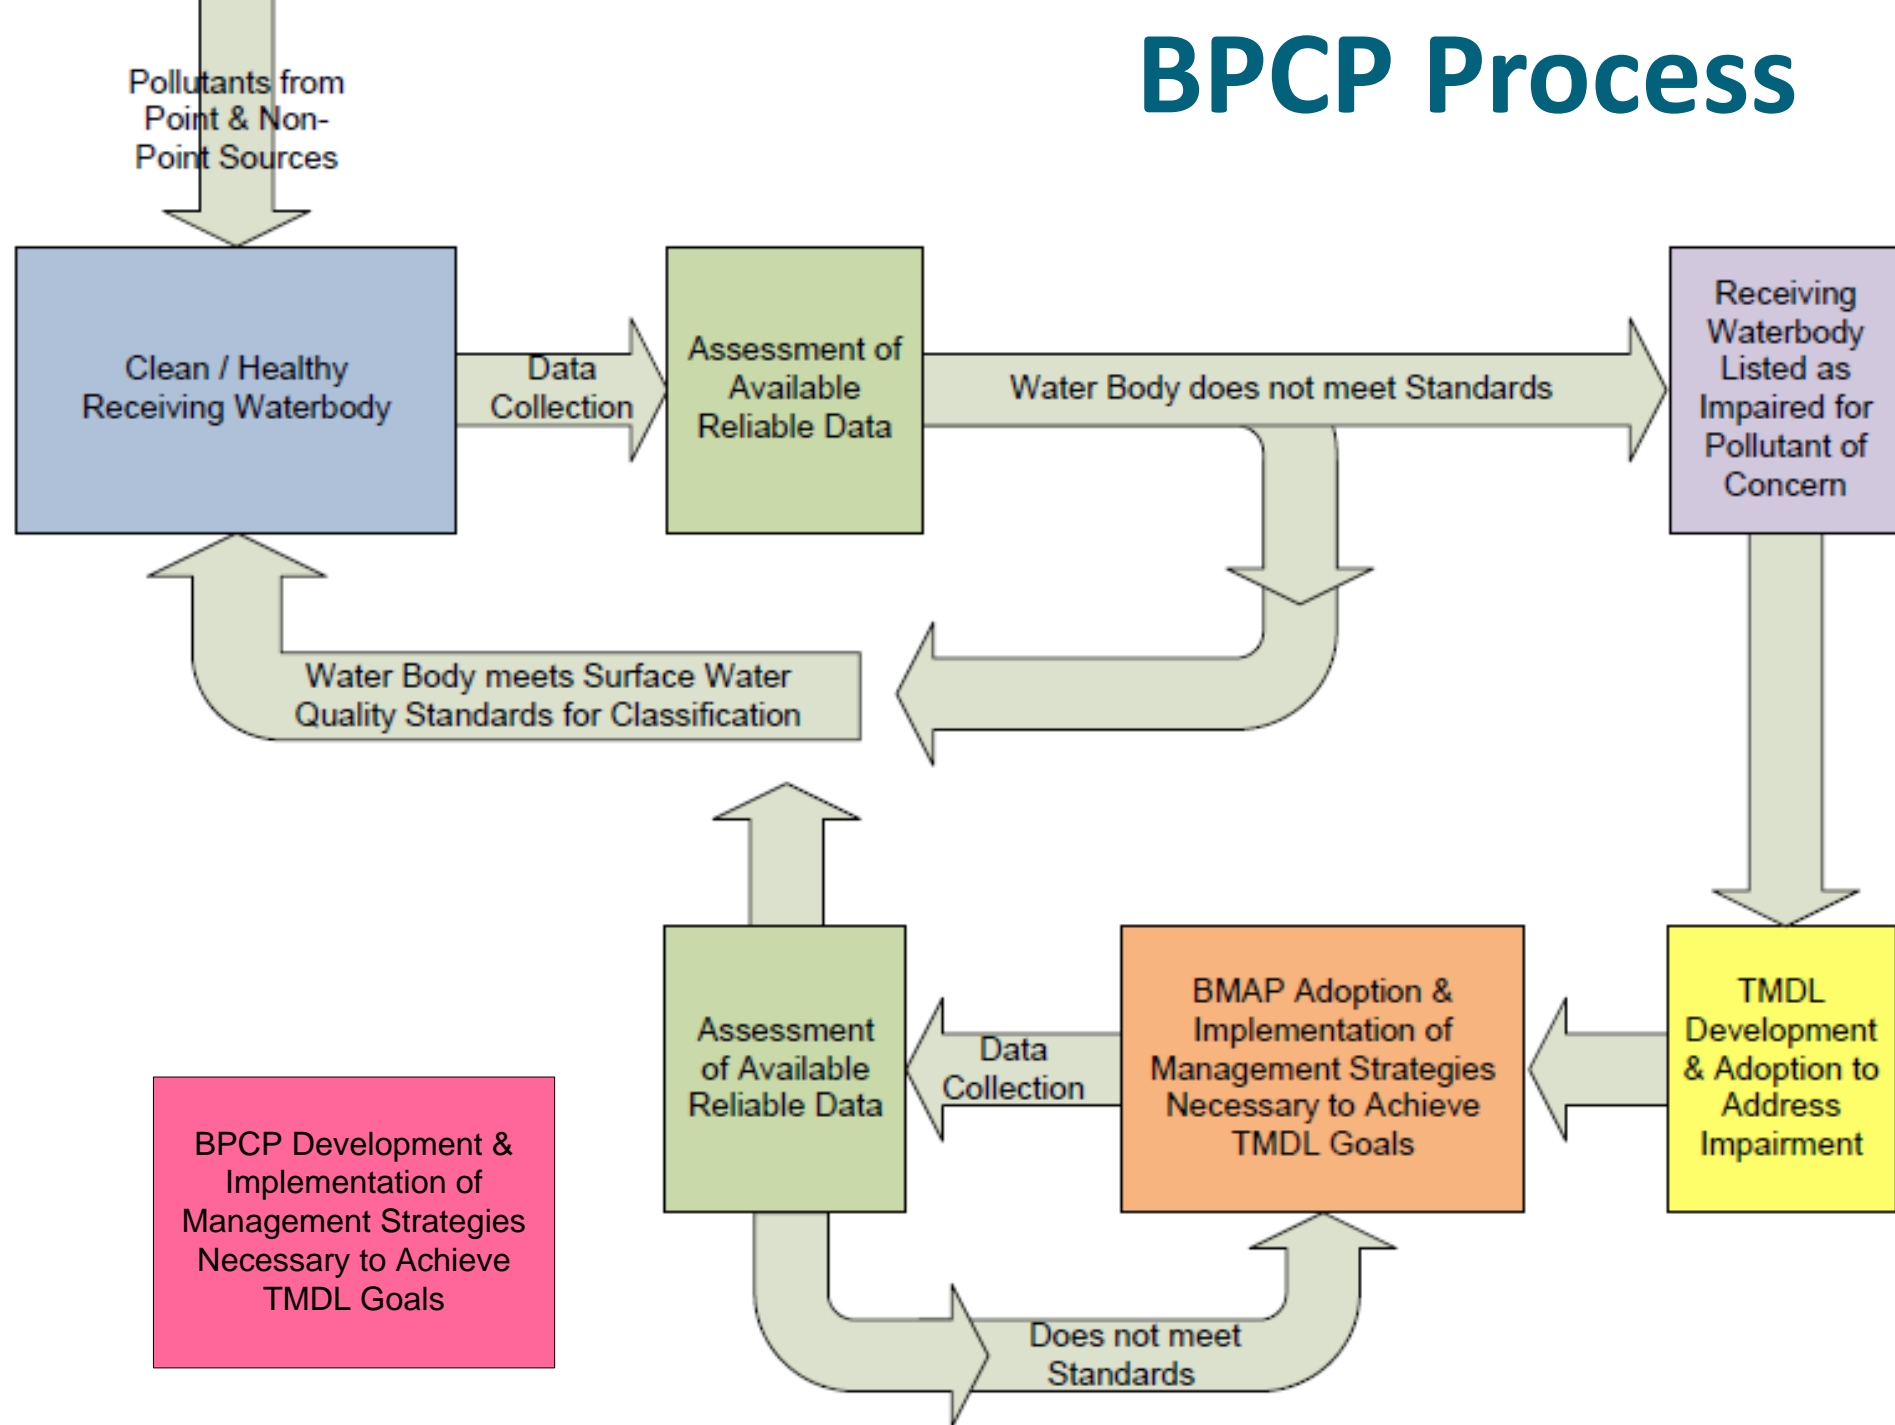 BPCP Process
Pollutants from
Point & Non-
Point Sources
Clean / Healthy
Receiving Waterbody
Data
Collection
Assessment of
Available
Reliable Data
Water Body does not meet Standards
Receiving
Waterbody
Listed as
Impaired for
Pollutant of
Concern
Water Body meets Surface Water
Quality Standards for Classification
Assessment
of Available
Reliable Data
Data
Collection
BMAP Adoption &
Implementation of
Management Strategies
Necessary to Achieve
TMDL Goals
TMDL
Development
& Adoption to
Address
Impairment
BPCP Development &
Implementation of
Management Strategies
Necessary to Achieve
TMDL Goals
Does not meet
Standards